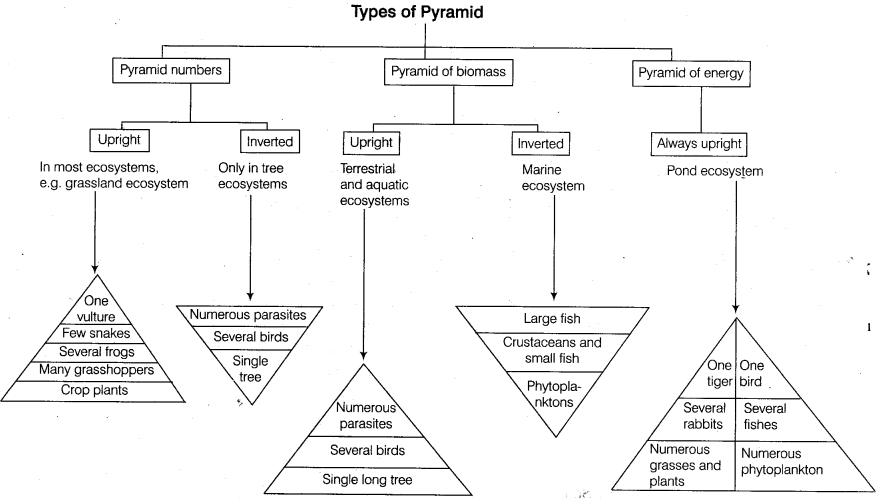 Types of Pyramid
Pyramid numbers
Pyramid of biomass
Pyramid of energy
Upright
Inverted
Upright
Inverted
Always upright
In most ecosystems,
e.g. grassland ecosystem
Only in tree
ecosystems
Terrestrial
and aquatic
ecosystems
Marine
ecosystem
Pond ecosystem
One
vulture
Few snakes
Several frogs
Many grasshoppers
Crop plants
Numerous parasites
Several birds
Single
tree
Numerous
parasites
Several birds
Single long tree
Large fish
Crustaceans and
small fish
Phytopla-
nktons
One
tiger
One
bird
Several
rabbits
Several
fishes
Numerous
grasses and
plants
Numerous
phytoplankton